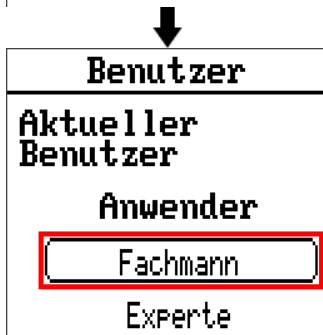 Benutzer
Aktueller
Benutzer
Anwender
Fachmann
Experte